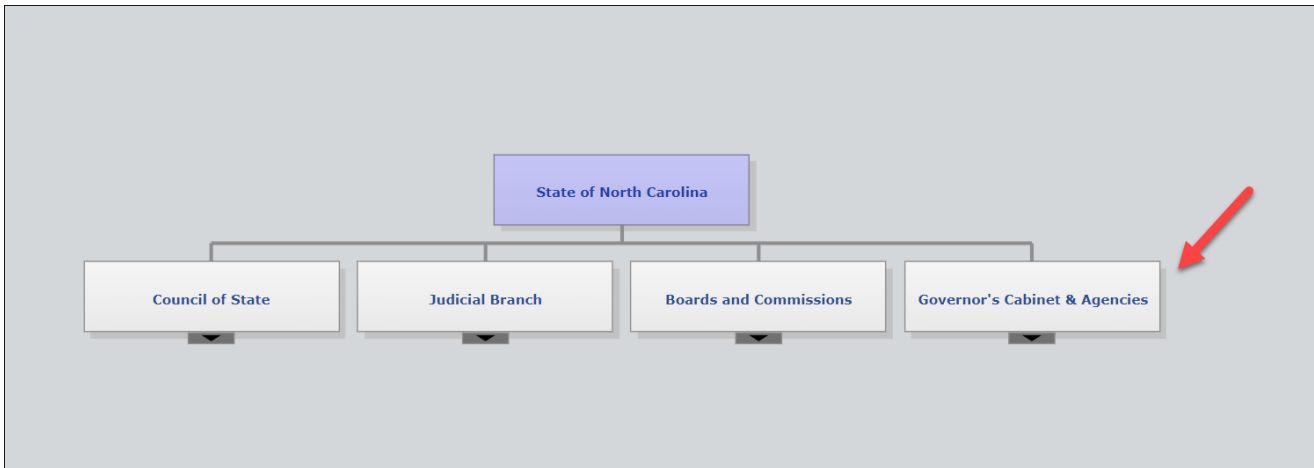 State of North Carolina
Council of State
Judicial Branch
Boards and Commissions
Governor's Cabinet & Agencies